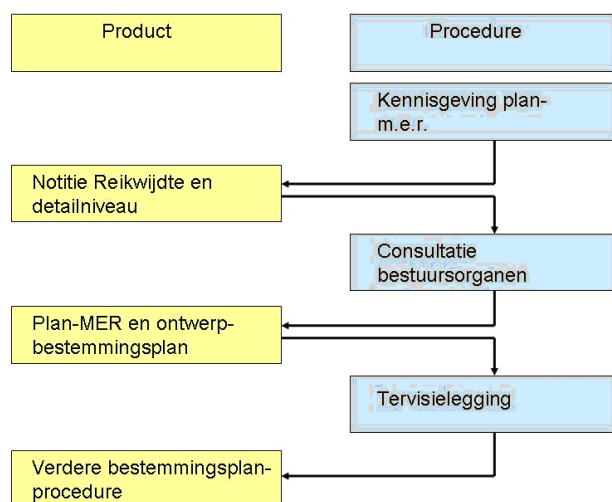 Product
Procedure
Kennisgeving plan-
m.e.r.
Notitie Reikwijdte en
detailniveau
Consultatie
bestuursorganen
Plan-MER en ontwerp-
bestemmingsplan
Tervisielegging
Verdere bestemmingsplan-
procedure